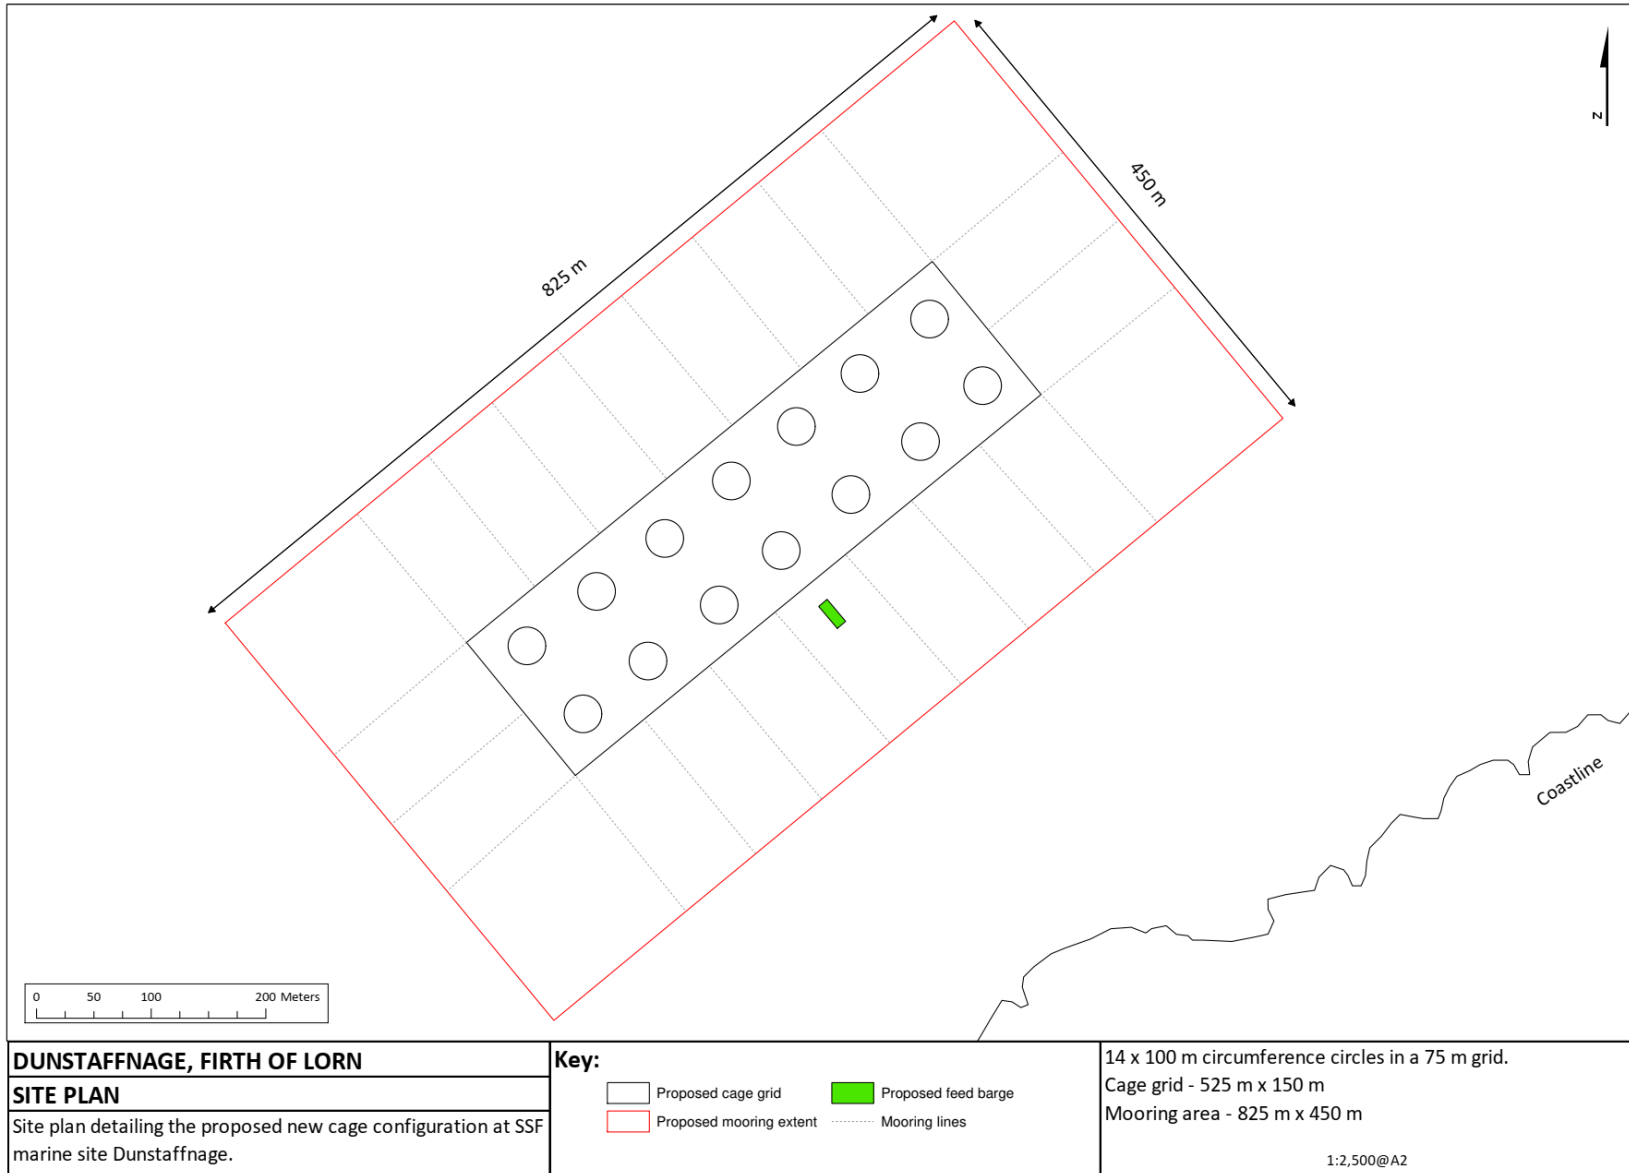 825 m
450 m
z
Coastline
0 50 100 200 Meters
DUNSTAFFNAGE, FIRTH OF LORN
SITE PLAN
Site plan detailing the proposed new cage configuration at SSF
marine site Dunstaffnage.
Key:
Proposed cage grid
Proposed feed barge
Proposed mooring extent
Mooring lines
14 x 100 m circumference circles in a 75 m grid.
Cage grid - 525 m x 150 m
Mooring area - 825 m x 450 m
1:2,500@A2